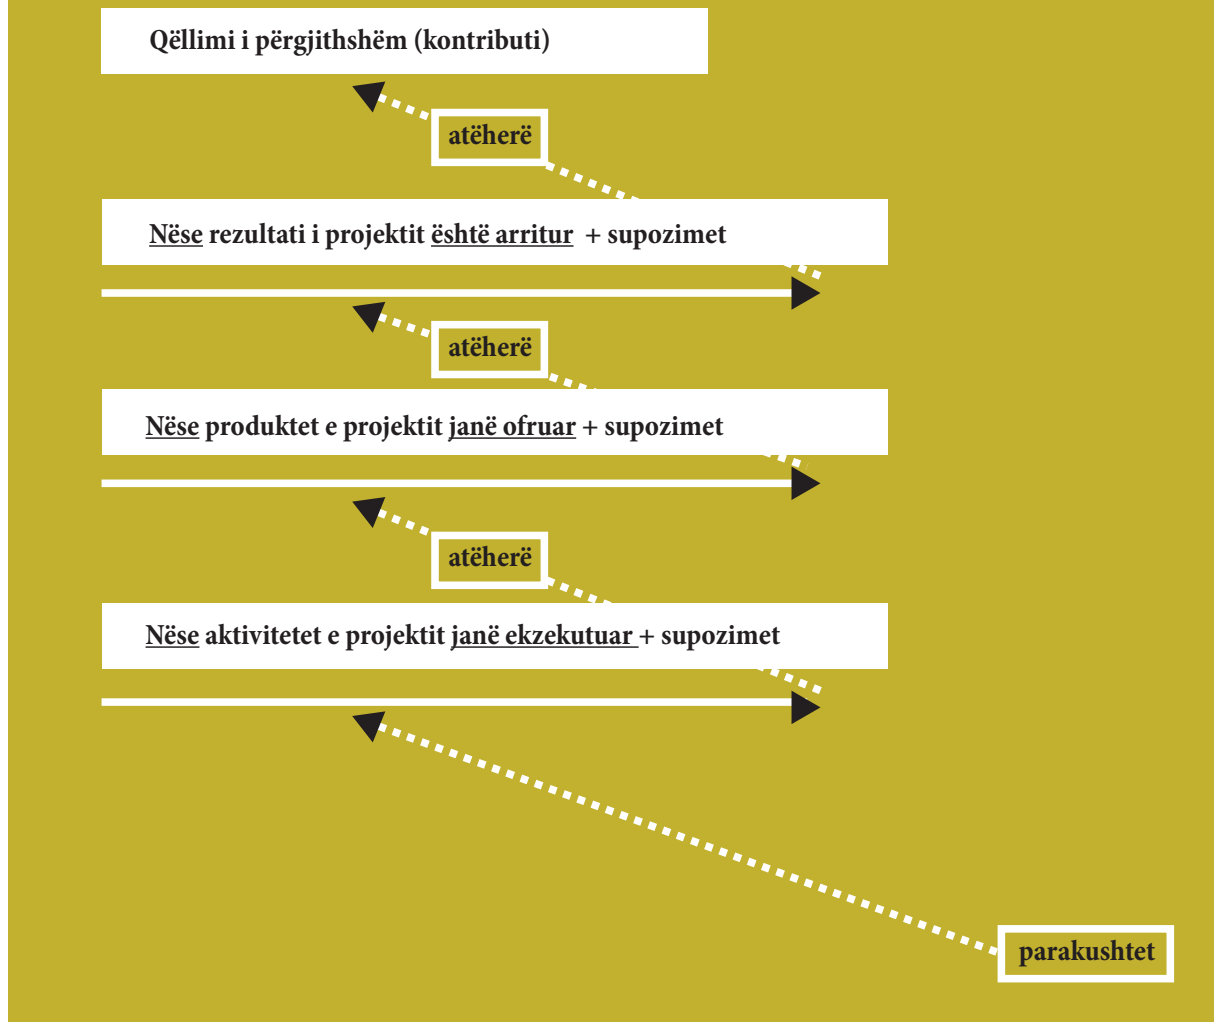 Qëllimi i përgjithshëm (kontributi)
atëherë
Nëse rezultati i projektit është arritur + supozimet
atëherë
Nëse produktet e projektit janë ofruar + supozimet
atëherë
Nëse aktivitetet e projektit janë ekzekutuar + supozimet
parakushtet